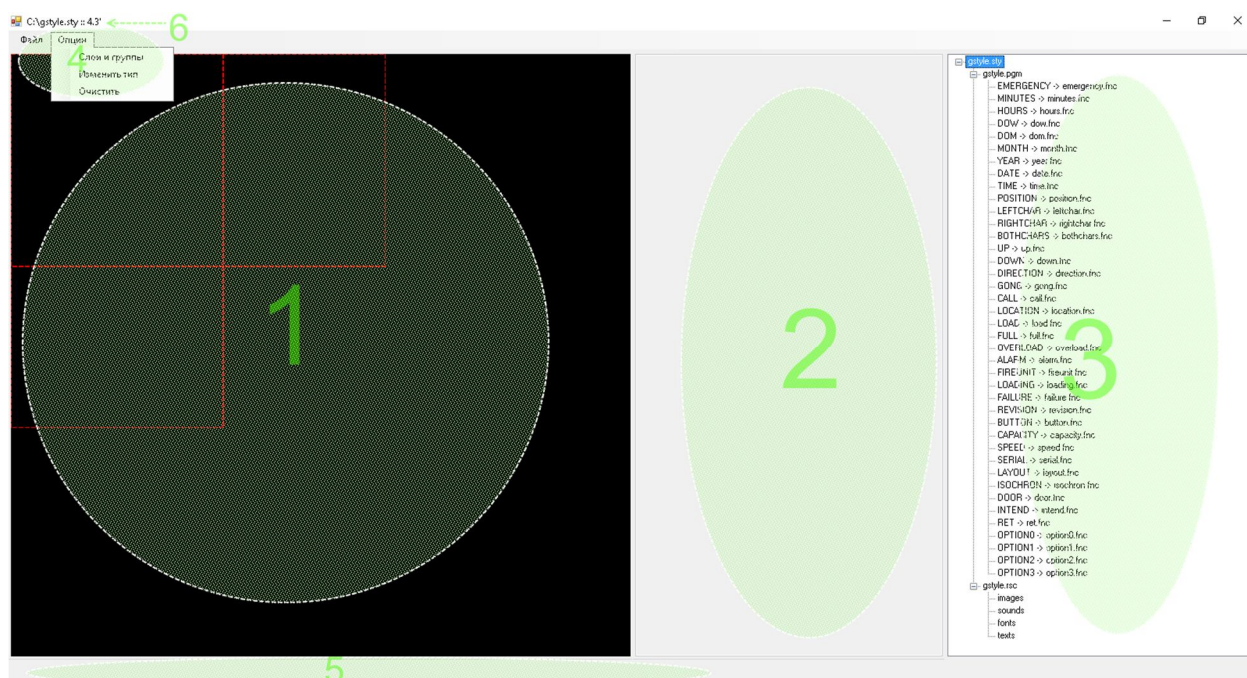 C:\gstyle.sty :: 4.3'
6
Файл Опции
4
Слои и группы
Изменить тип
Очистить
1
2
3
5
gstyle.sty
gstyle.pgm
EMERGENCY -> emergency.fnc
MINUTES -> minutes.fnc
HOURS -> hours.fnc
DOW -> dow.fnc
DOM -> dom.fnc
MONTH -> month.fnc
YEAR -> year.fnc
DATE -> date.fnc
TIME -> time.fnc
POSITION -> position.fnc
LEFTCHAR -> leftchar.fnc
RIGHTCHAR -> rightchar.fnc
BOTHCHARS -> bothchars.fnc
UP -> up.fnc
DOWN -> down.fnc
DIRECTION -> direction.fnc
GONG -> gong.fnc
CALL -> call.fnc
LOCATION -> location.fnc
LOAD -> load.fnc
FULL -> full.fnc
OVERLOAD -> overload.fnc
ALARM -> alarm.fnc
FIREUNIT -> fireunit.fnc
LOADING -> loading.fnc
FAILURE -> failure.fnc
REVISION -> revision.fnc
BUTTON -> button.fnc
CAPACITY -> capacity.fnc
SPEED -> speed.fnc
SERIAL -> serial.fnc
LAYOUT -> layout.fnc
ISOCHRON -> isochron.fnc
DOOR -> door.fnc
INTEND -> intend.fnc
RET -> ret.fnc
OPTION0 -> option0.fnc
OPTION1 -> option1.fnc
OPTION2 -> option2.fnc
OPTION3 -> option3.fnc
gstyle.rsc
images
sounds
fonts
texts